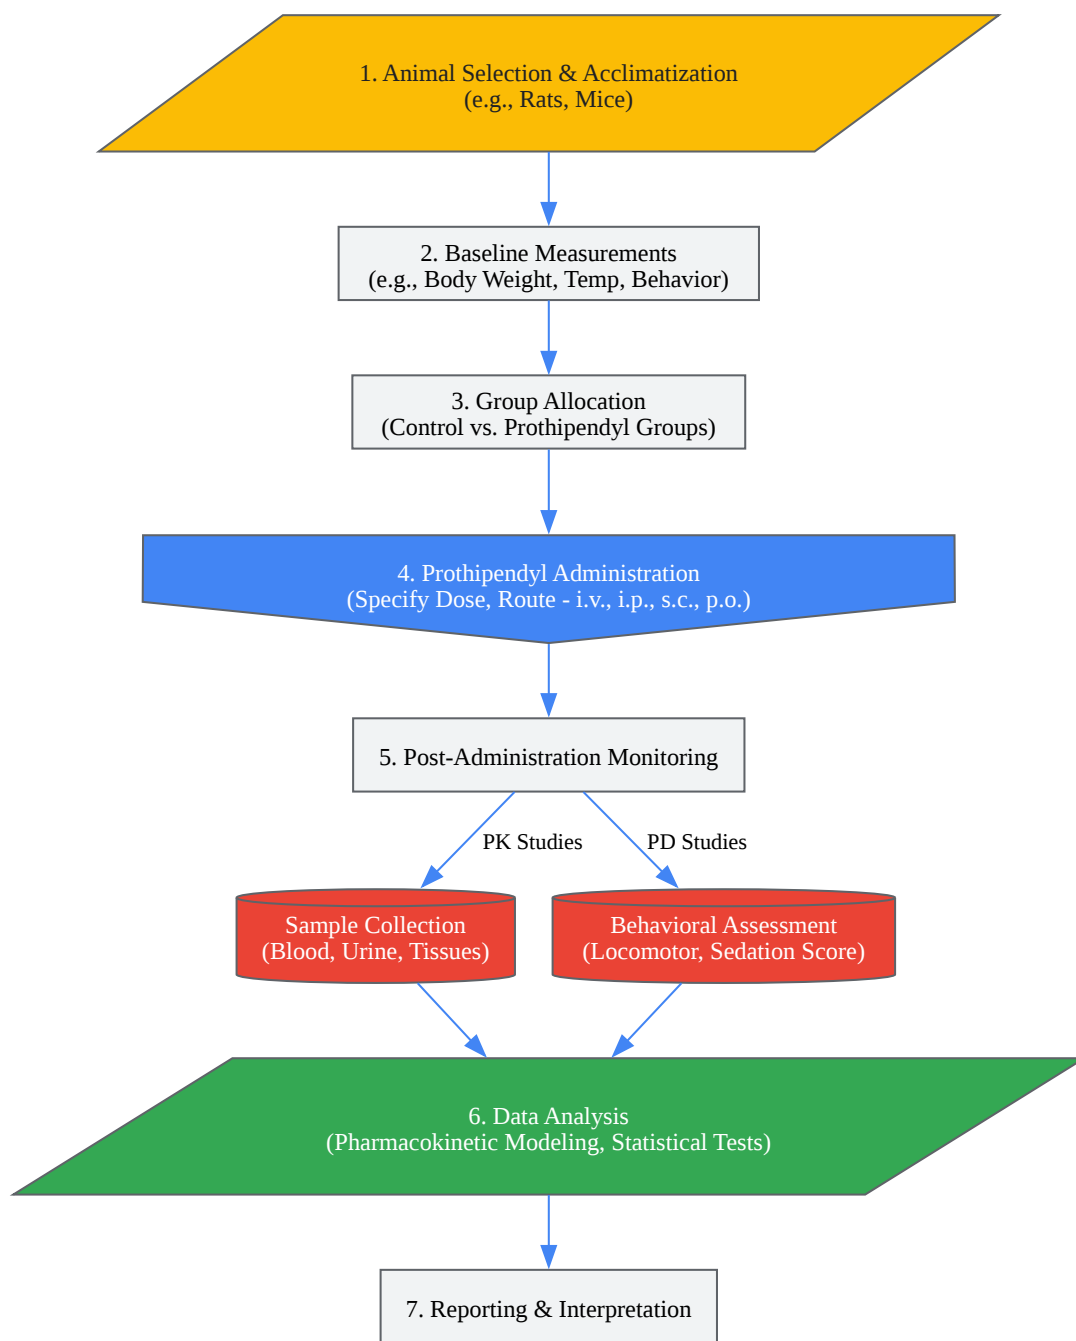 1. Animal Selection & Acclimatization
(e.g., Rats, Mice)
2. Baseline Measurements
(e.g., Body Weight, Temp, Behavior)
3. Group Allocation
(Control vs. Prothipendyl Groups)
4. Prothipendyl Administration
(Specify Dose, Route - i.v., i.p., s.c., p.o.)
5. Post-Administration Monitoring
PK Studies
PD Studies
Sample Collection
(Blood, Urine, Tissues)
Behavioral Assessment
(Locomotor, Sedation Score)
6. Data Analysis
(Pharmacokinetic Modeling, Statistical Tests)
7. Reporting & Interpretation